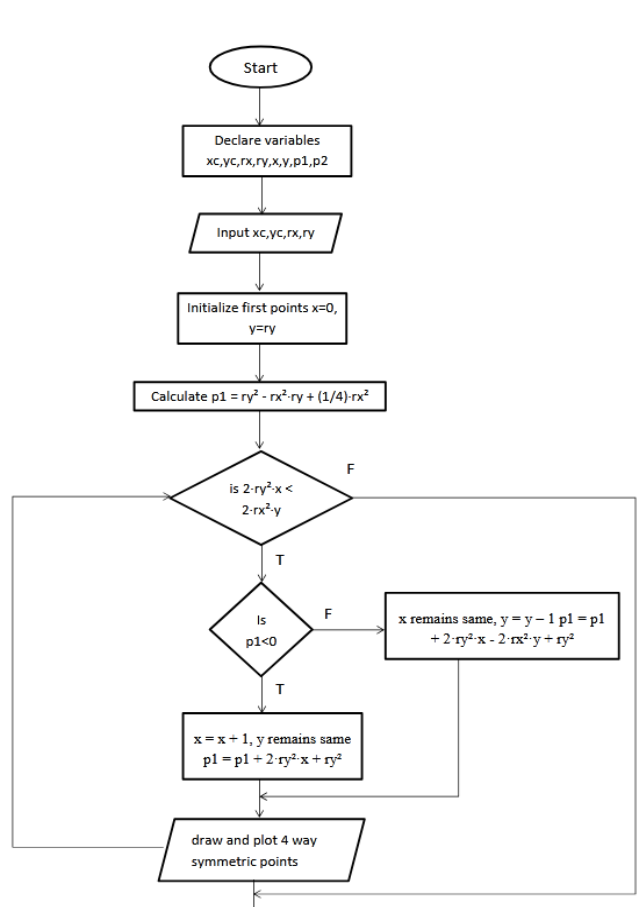 Start
Declare variables
xc,yc,rx,ry,x,y,p1,p2
Input xc,yc,rx,ry
Initialize first points x=0,
y=ry
Calculate p1 = ry² - rx²·ry + (1/4)·rx²
is 2·ry²·x <
2·rx²·y
F
T
Is
p1<0
F
x remains same, y = y – 1 p1 = p1
+ 2·ry²·x - 2·rx²·y + ry²
T
x = x + 1, y remains same
p1 = p1 + 2·ry²·x + ry²
draw and plot 4 way
symmetric points